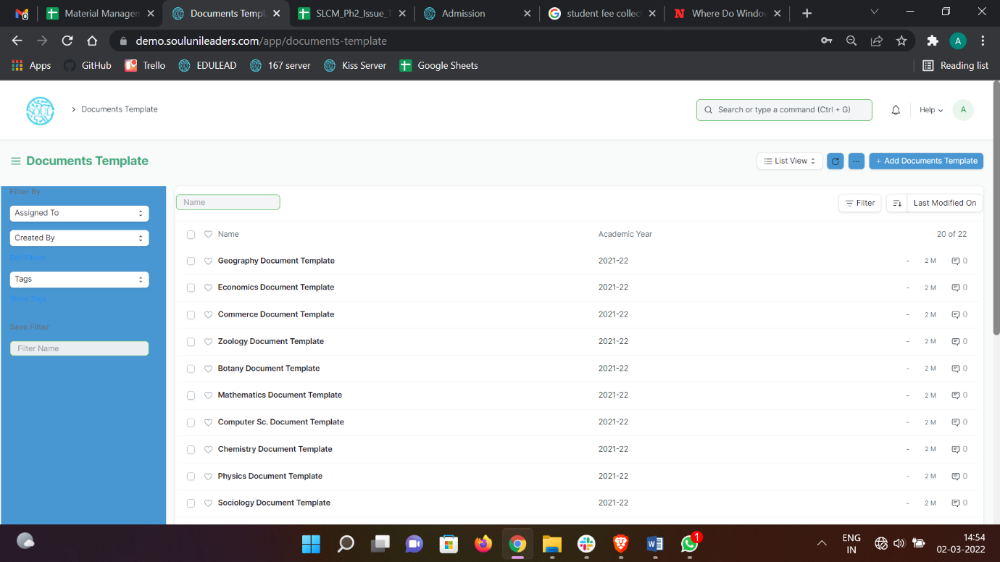 0
Material Manager
Documents Templ
SLCM_Ph2_Issue_T
Admission
student fee collec
Where Do Windov
demo.soulunileaders.com/app/documents-template
A
Apps
GitHub
Trello
EDULEAD
167 server
Kiss Server
Google Sheets
Reading list
Documents Template
Search or type a command (Ctrl + G)
Help
A
Documents Template
List View
+ Add Documents Template
Filter By
Assigned To
Created By
Edit Filters
Tags
Show Tags
Save Filter
Filter Name
Name
Filter
Last Modified On
Name Academic Year 20 of 22
Geography Document Template 2021-22 - 2 M 0
Economics Document Template 2021-22 - 2 M 0
Commerce Document Template 2021-22 - 2 M 0
Zoology Document Template 2021-22 - 2 M 0
Botany Document Template 2021-22 - 2 M 0
Mathematics Document Template 2021-22 - 2 M 0
Computer Sc. Document Template 2021-22 - 2 M 0
Chemistry Document Template 2021-22 - 2 M 0
Physics Document Template 2021-22 - 2 M 0
Sociology Document Template 2021-22 - 2 M 0
1
ENG
IN
14:54
02-03-2022